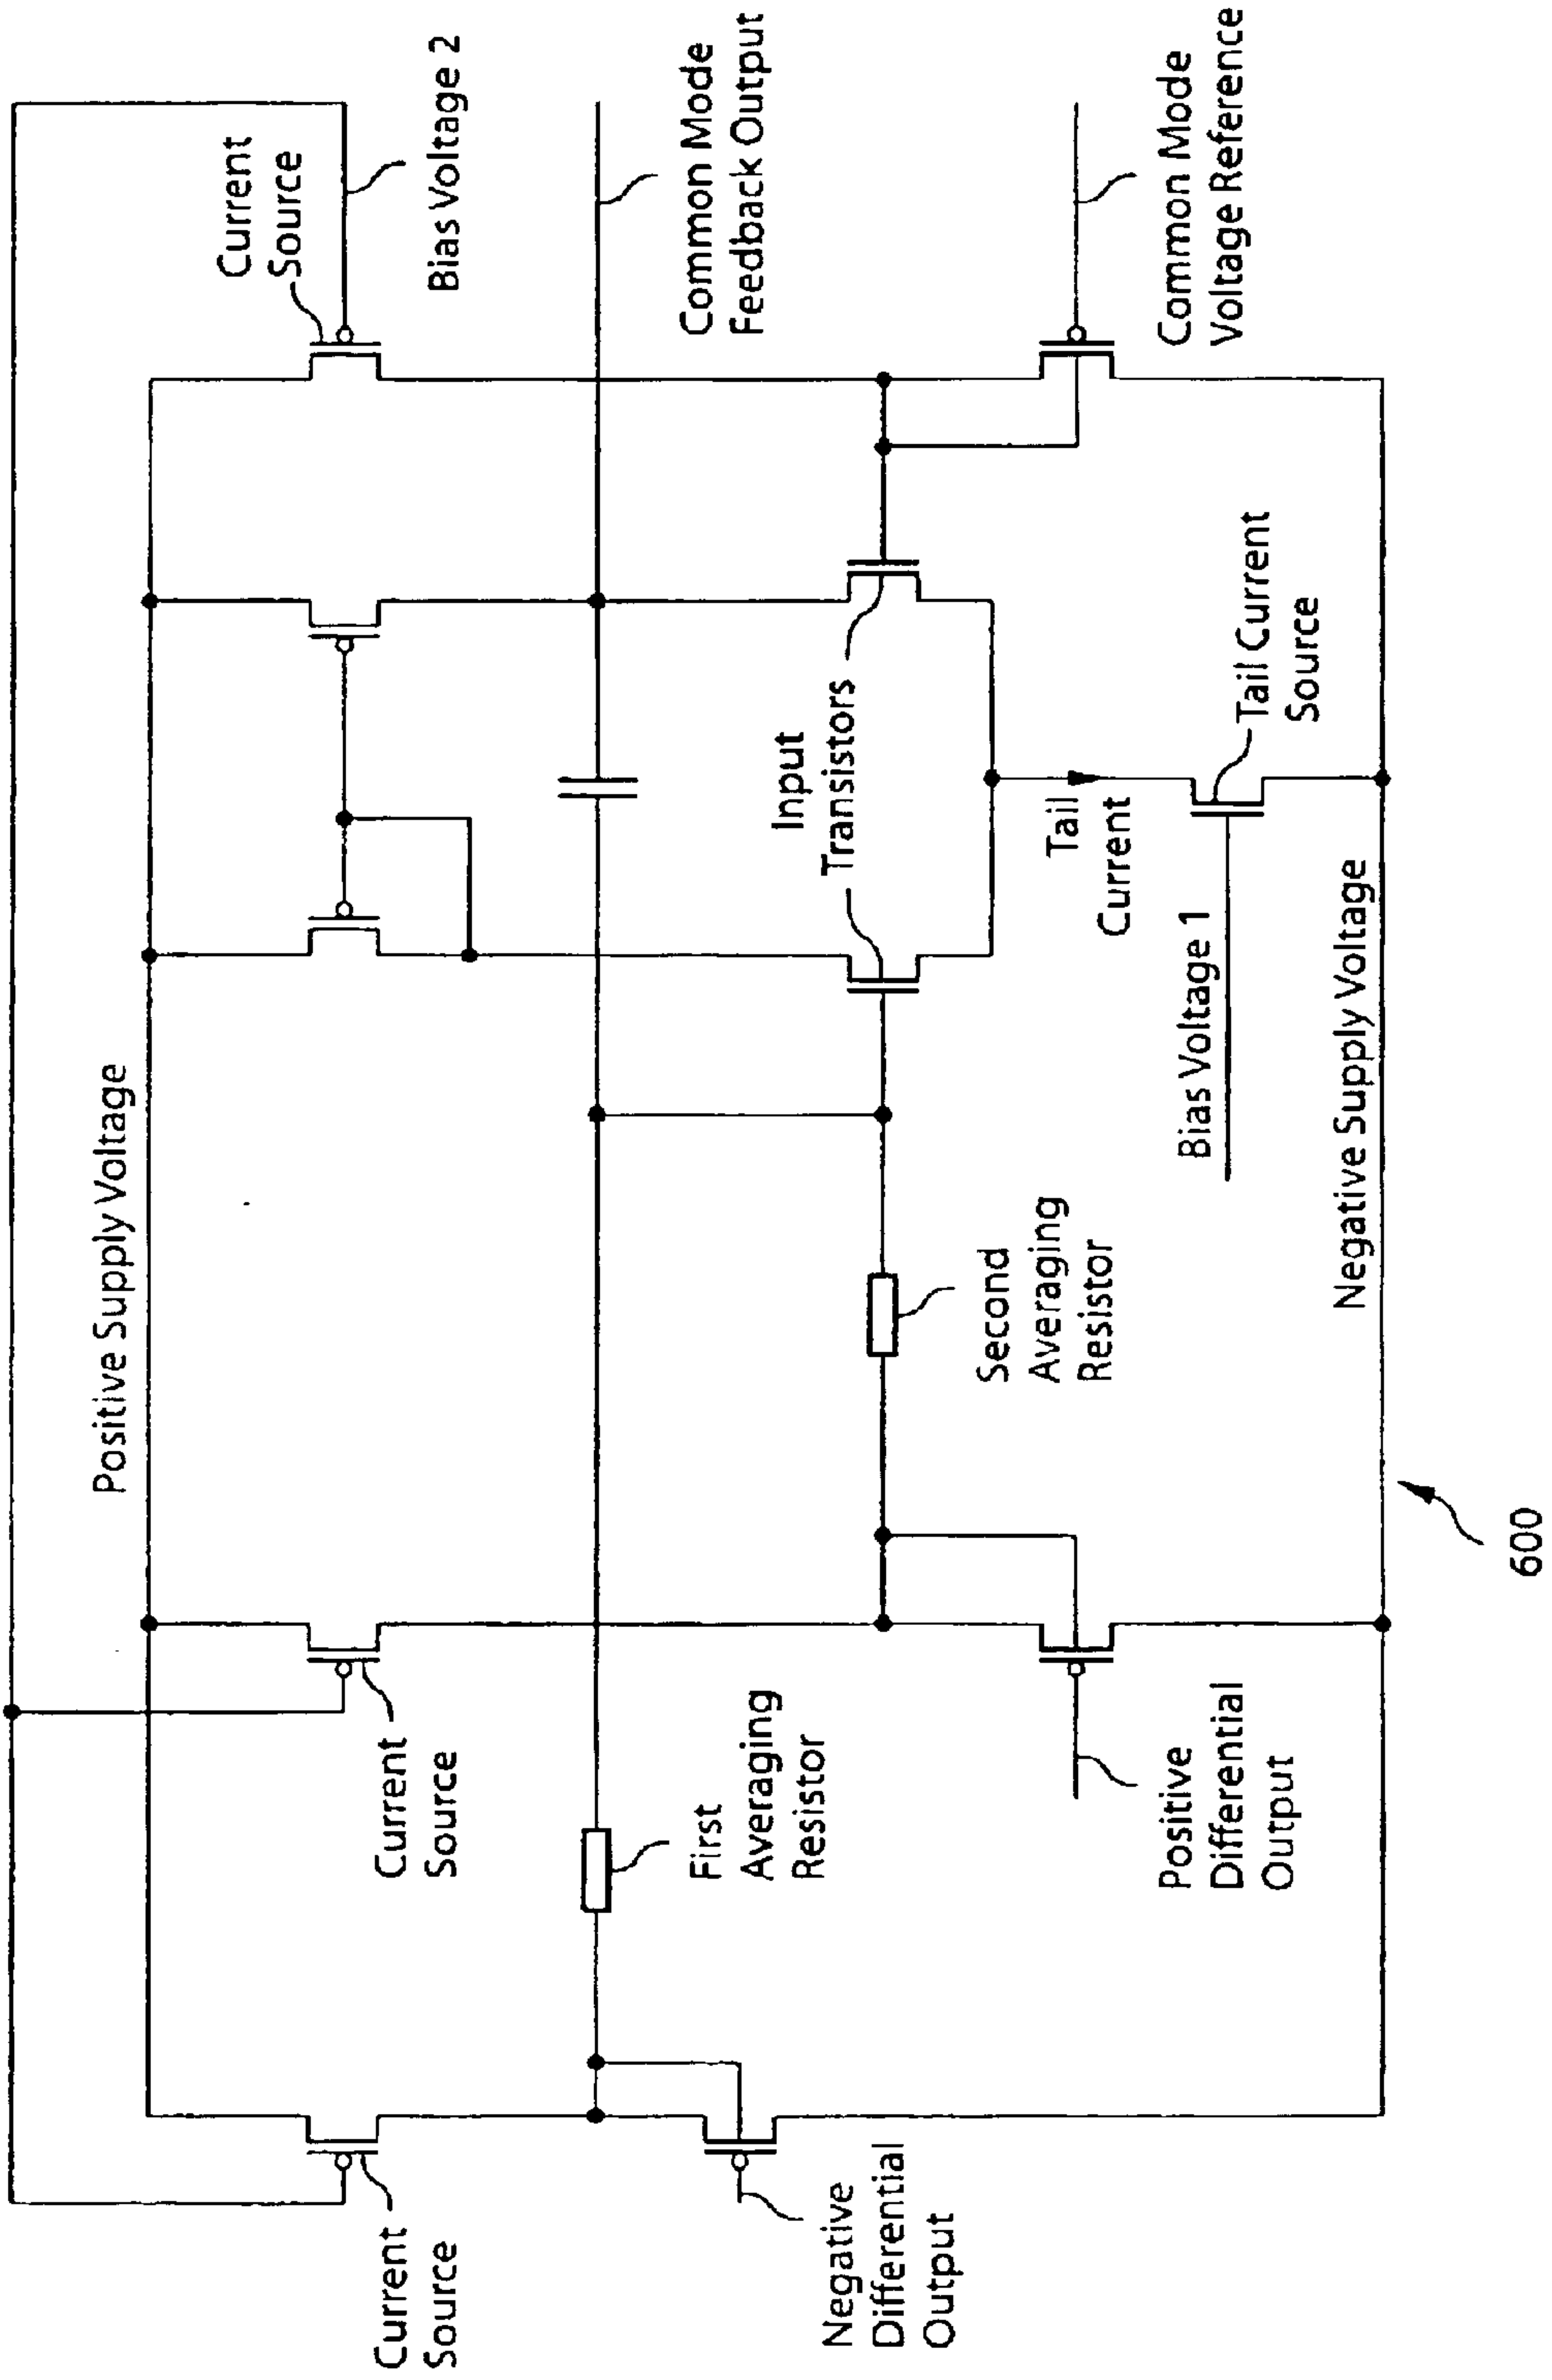 Positive Supply Voltage
Current
Source
Bias Voltage 2
Common Mode
Feedback Output
Common Mode
Voltage Reference
Input
Transistors
Tail
Current
Tail Current
Source
Bias Voltage 1
Negative Supply Voltage
Second
Averaging
Resistor
Current
Source
First
Averaging
Resistor
Positive
Differential
Output
Current
Source
Negative
Differential
Output
600